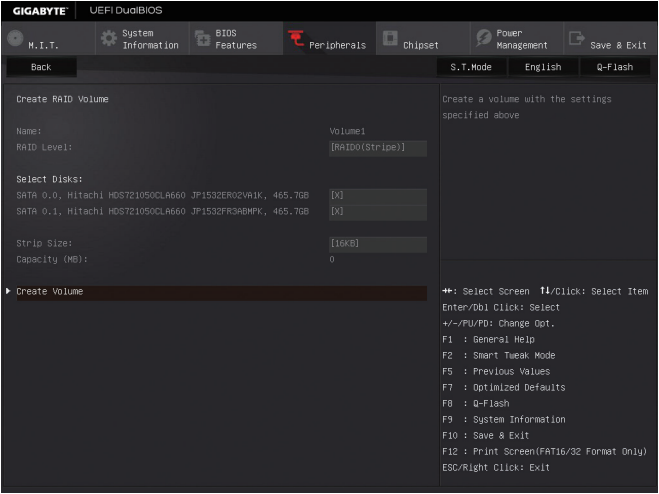 GIGABYTE™ UEFI DualBIOS
M.I.T.
System Information
BIOS Features
Peripherals
Chipset
Power Management
Save & Exit
Back
S.T.Mode English Q-Flash
Create RAID Volume
Name: Volume1
RAID Level: [RAID0(Stripe)]
Select Disks:
SATA 0.0, Hitachi HDS721050CLA660 JP1532ER02VA1K, 465.7GB [X]
SATA 0.1, Hitachi HDS721050CLA660 JP1532FR3ABMPK, 465.7GB [X]
Strip Size: [16KB]
Capacity (MB): 0
Create Volume
Create a volume with the settings
specified above
→←: Select Screen ↑↓/Click: Select Item
Enter/Dbl Click: Select
+/-/PU/PD: Change Opt.
F1 : General Help
F2 : Smart Tweak Mode
F5 : Previous Values
F7 : Optimized Defaults
F8 : Q-Flash
F9 : System Information
F10 : Save & Exit
F12 : Print Screen(FAT16/32 Format Only)
ESC/Right Click: Exit